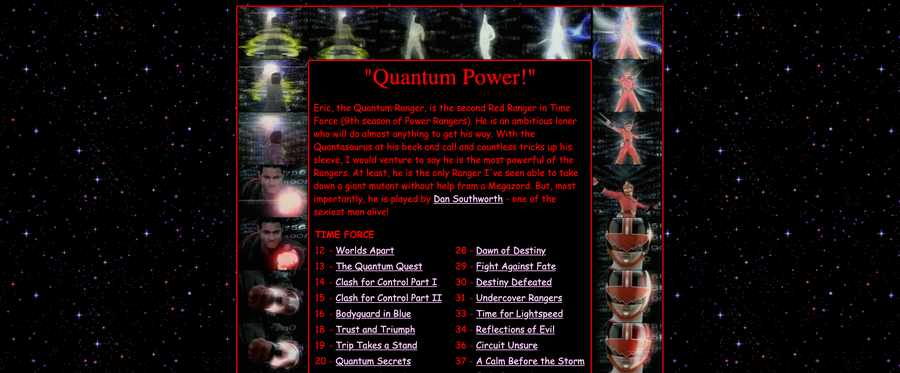 "Quantum Power!"
Eric, the Quantum Ranger, is the second Red Ranger in Time
Force (9th season of Power Rangers). He is an ambitious loner
who will do almost anything to get his way. With the
Quantasaurus at his beck and call and countless tricks up his
sleeve, I would venture to say he is the most powerful of the
Rangers. At least, he is the only Ranger I've seen able to take
down a giant mutant without help from a Megazord. But, most
importantly, he is played by Dan Southworth - one of the
sexiest men alive!
TIME FORCE
12 - Worlds Apart
13 - The Quantum Quest
14 - Clash for Control Part I
15 - Clash for Control Part II
16 - Bodyguard in Blue
18 - Trust and Triumph
19 - Trip Takes a Stand
20 - Quantum Secrets
28 - Dawn of Destiny
29 - Fight Against Fate
30 - Destiny Defeated
31 - Undercover Rangers
33 - Time for Lightspeed
34 - Reflections of Evil
36 - Circuit Unsure
37 - A Calm Before the Storm